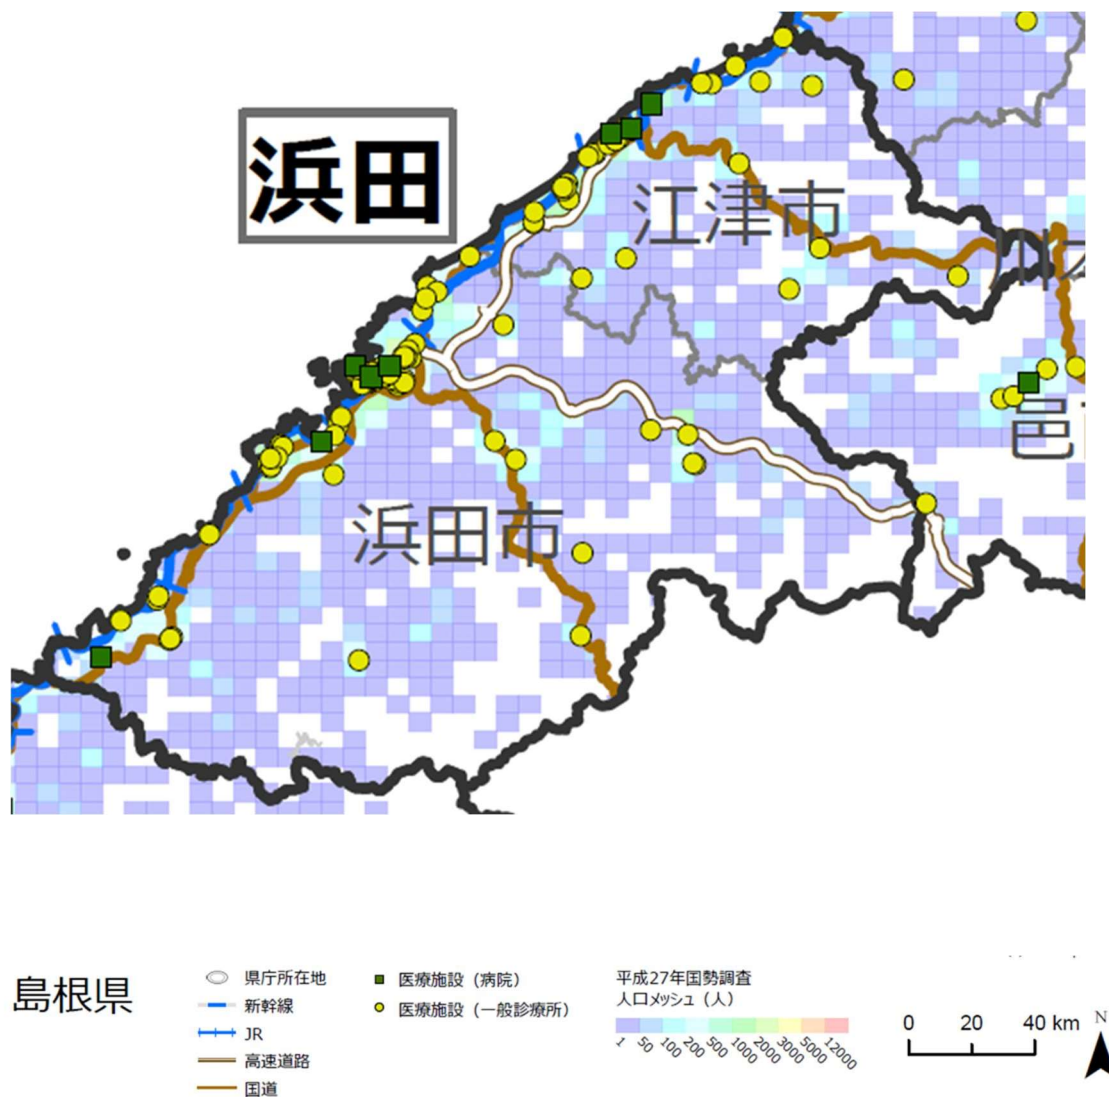 浜田
江津市
川本
邑
浜田市
島根県
県庁所在地
新幹線
JR
高速道路
国道
医療施設（病院）
医療施設（一般診療所）
平成27年国勢調査
人口メッシュ（人）
1 50 100 200 500 1000 2000 3000 5000 12000
0 20 40 km
N